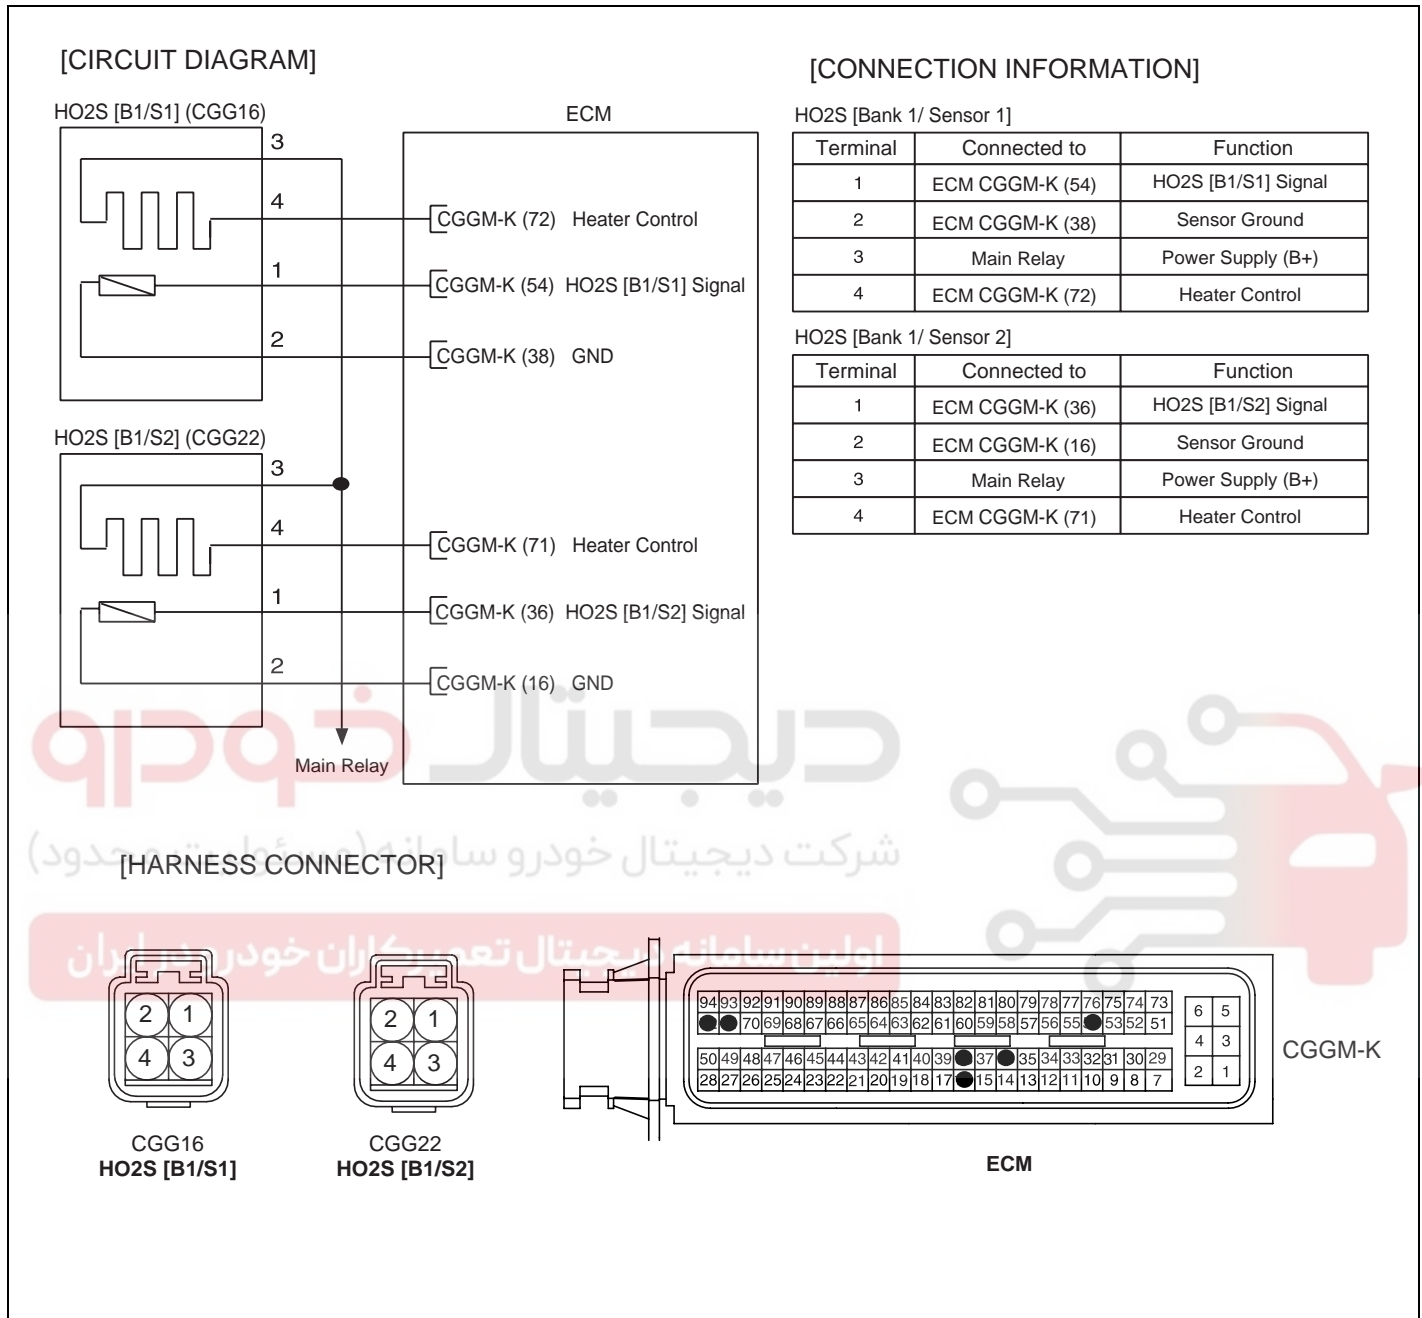 [CIRCUIT DIAGRAM]
HO2S [B1/S1] (CGG16)
ECM
3
4
CGGM-K (72) Heater Control
1
CGGM-K (54) HO2S [B1/S1] Signal
2
CGGM-K (38) GND
HO2S [B1/S2] (CGG22)
3
4
CGGM-K (71) Heater Control
1
CGGM-K (36) HO2S [B1/S2] Signal
2
CGGM-K (16) GND
Main Relay
[CONNECTION INFORMATION]
HO2S [Bank 1/ Sensor 1]
Terminal Connected to Function
1 ECM CGGM-K (54) HO2S [B1/S1] Signal
2 ECM CGGM-K (38) Sensor Ground
3 Main Relay Power Supply (B+)
4 ECM CGGM-K (72) Heater Control
HO2S [Bank 1/ Sensor 2]
Terminal Connected to Function
1 ECM CGGM-K (36) HO2S [B1/S2] Signal
2 ECM CGGM-K (16) Sensor Ground
3 Main Relay Power Supply (B+)
4 ECM CGGM-K (71) Heater Control
دیجیتال خودرو
شرکت دیجیتال خودرو سامانه (مسئولیت محدود)
اولین سامانه دیجیتال تعمیرکاران خودرو در ایران
[HARNESS CONNECTOR]
2 1
4 3
CGG16
HO2S [B1/S1]
2 1
4 3
CGG22
HO2S [B1/S2]
94 93 92 91 90 89 88 87 86 85 84 83 82 81 80 79 78 77 76 75 74 73
70 69 68 67 66 65 64 63 62 61 60 59 58 57 56 55 53 52 51
50 49 48 47 46 45 44 43 42 41 40 39 37 35 34 33 32 31 30 29
28 27 26 25 24 23 22 21 20 19 18 17 15 14 13 12 11 10 9 8 7
6 5
4 3
2 1
CGGM-K
ECM